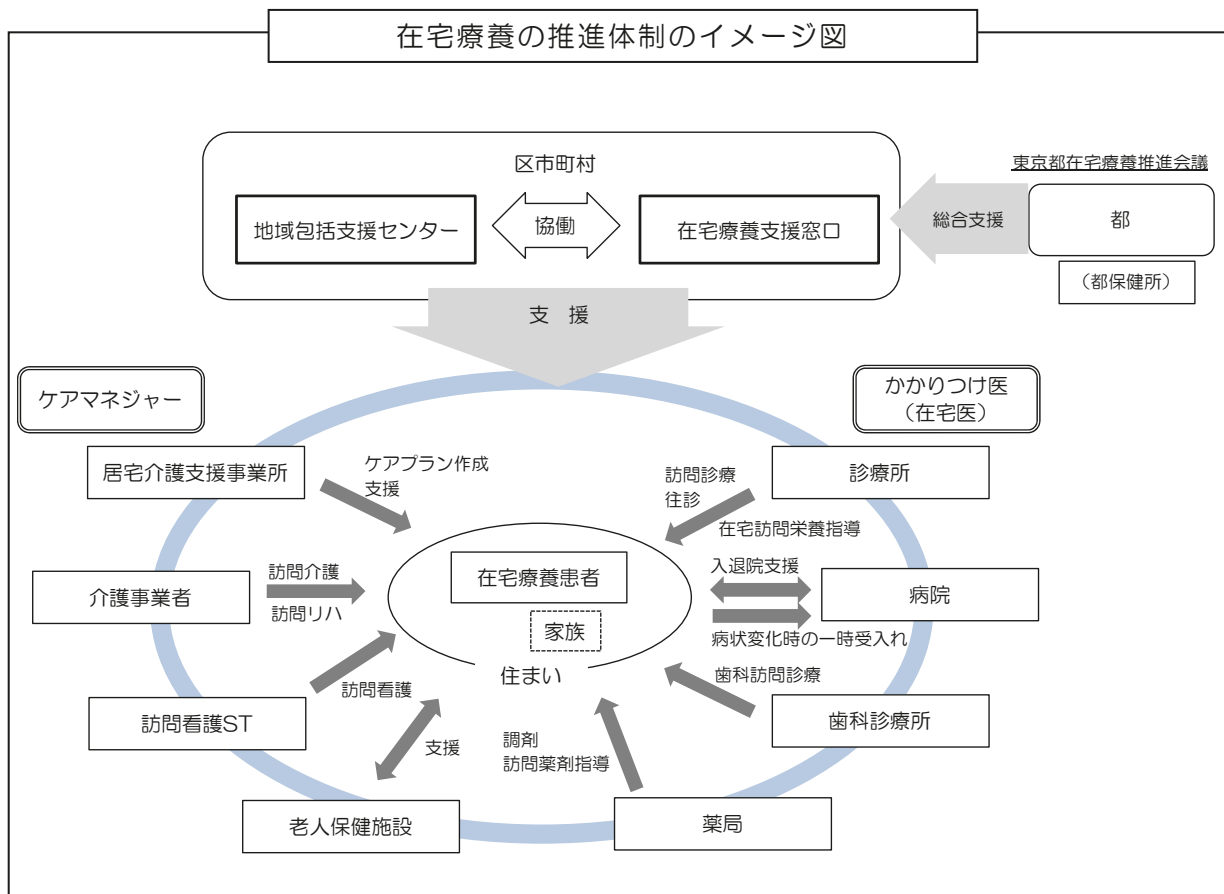 在宅療養の推進体制のイメージ図
区市町村
地域包括支援センター
協働
在宅療養支援窓口
東京都在宅療養推進会議
総合支援
都
（都保健所）
支　援
ケアマネジャー
かかりつけ医
（在宅医）
居宅介護支援事業所
ケアプラン作成
支援
訪問診療
往診
診療所
在宅訪問栄養指導
介護事業者
訪問介護
訪問リハ
在宅療養患者
家族
住まい
入退院支援
病院
病状変化時の一時受入れ
訪問看護ST
訪問看護
歯科訪問診療
歯科診療所
支援
老人保健施設
調剤
訪問薬剤指導
薬局